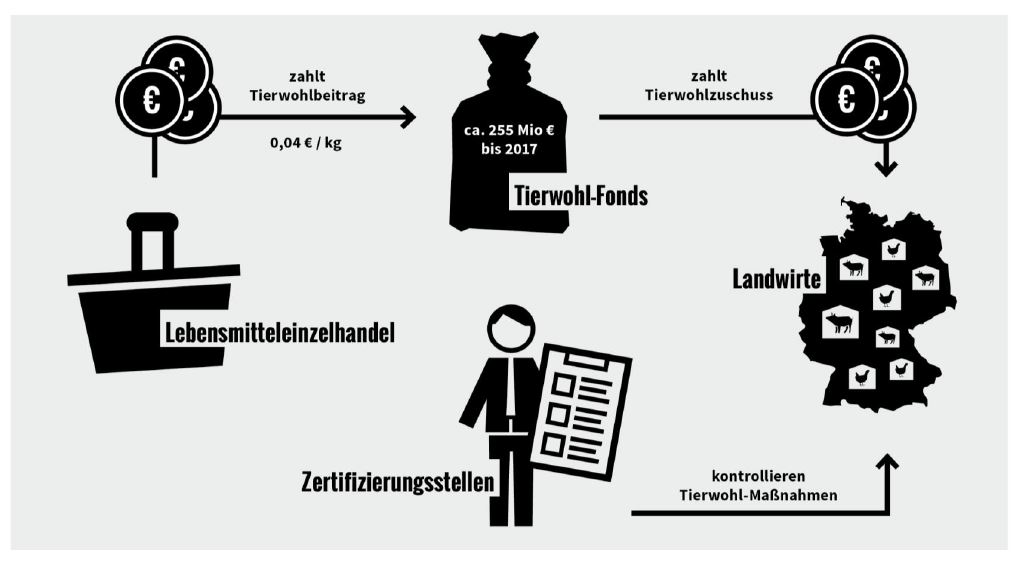 zahlt
Tierwohlbeitrag
0,04 € / kg
ca. 255 Mio €
bis 2017
Tierwohl-Fonds
zahlt
Tierwohlzuschuss
€
€
€
€
€
€
Landwirte
Lebensmitteleinzelhandel
Zertifizierungsstellen
kontrollieren
Tierwohl-Maßnahmen